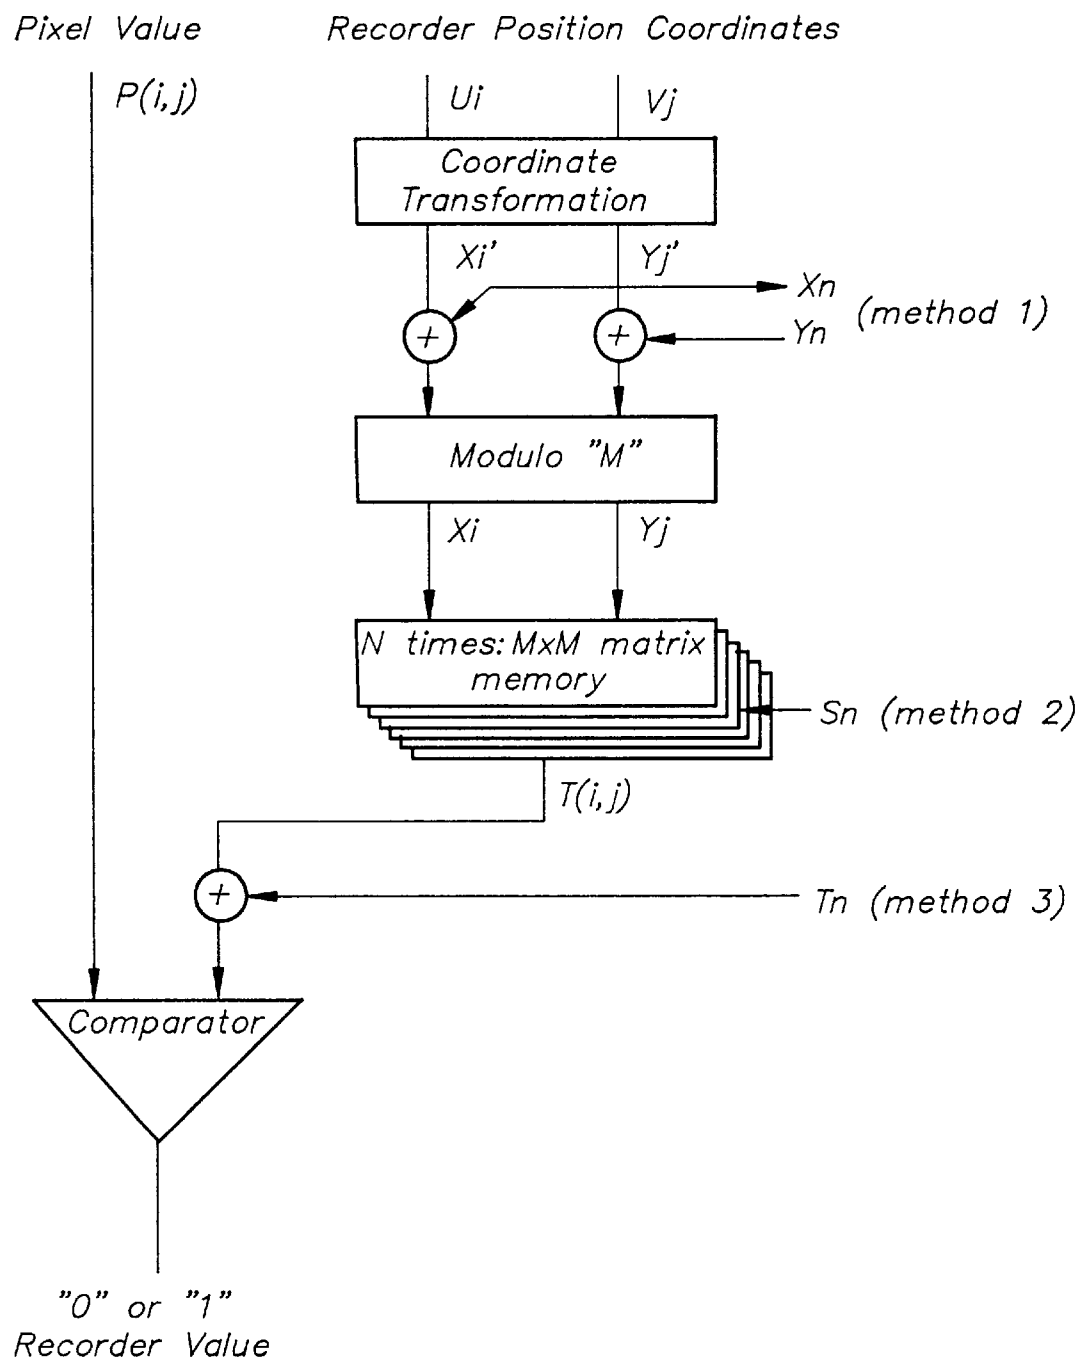 Pixel Value
Recorder Position Coordinates
P(i,j)
Ui
Vj
Coordinate
Transformation
Xi'
Yj'
Xn
(method 1)
+
+
Yn
Modulo "M"
Xi
Yj
N times: MxM matrix
memory
Sn (method 2)
T(i,j)
+
Tn (method 3)
Comparator
"0" or "1"
Recorder Value